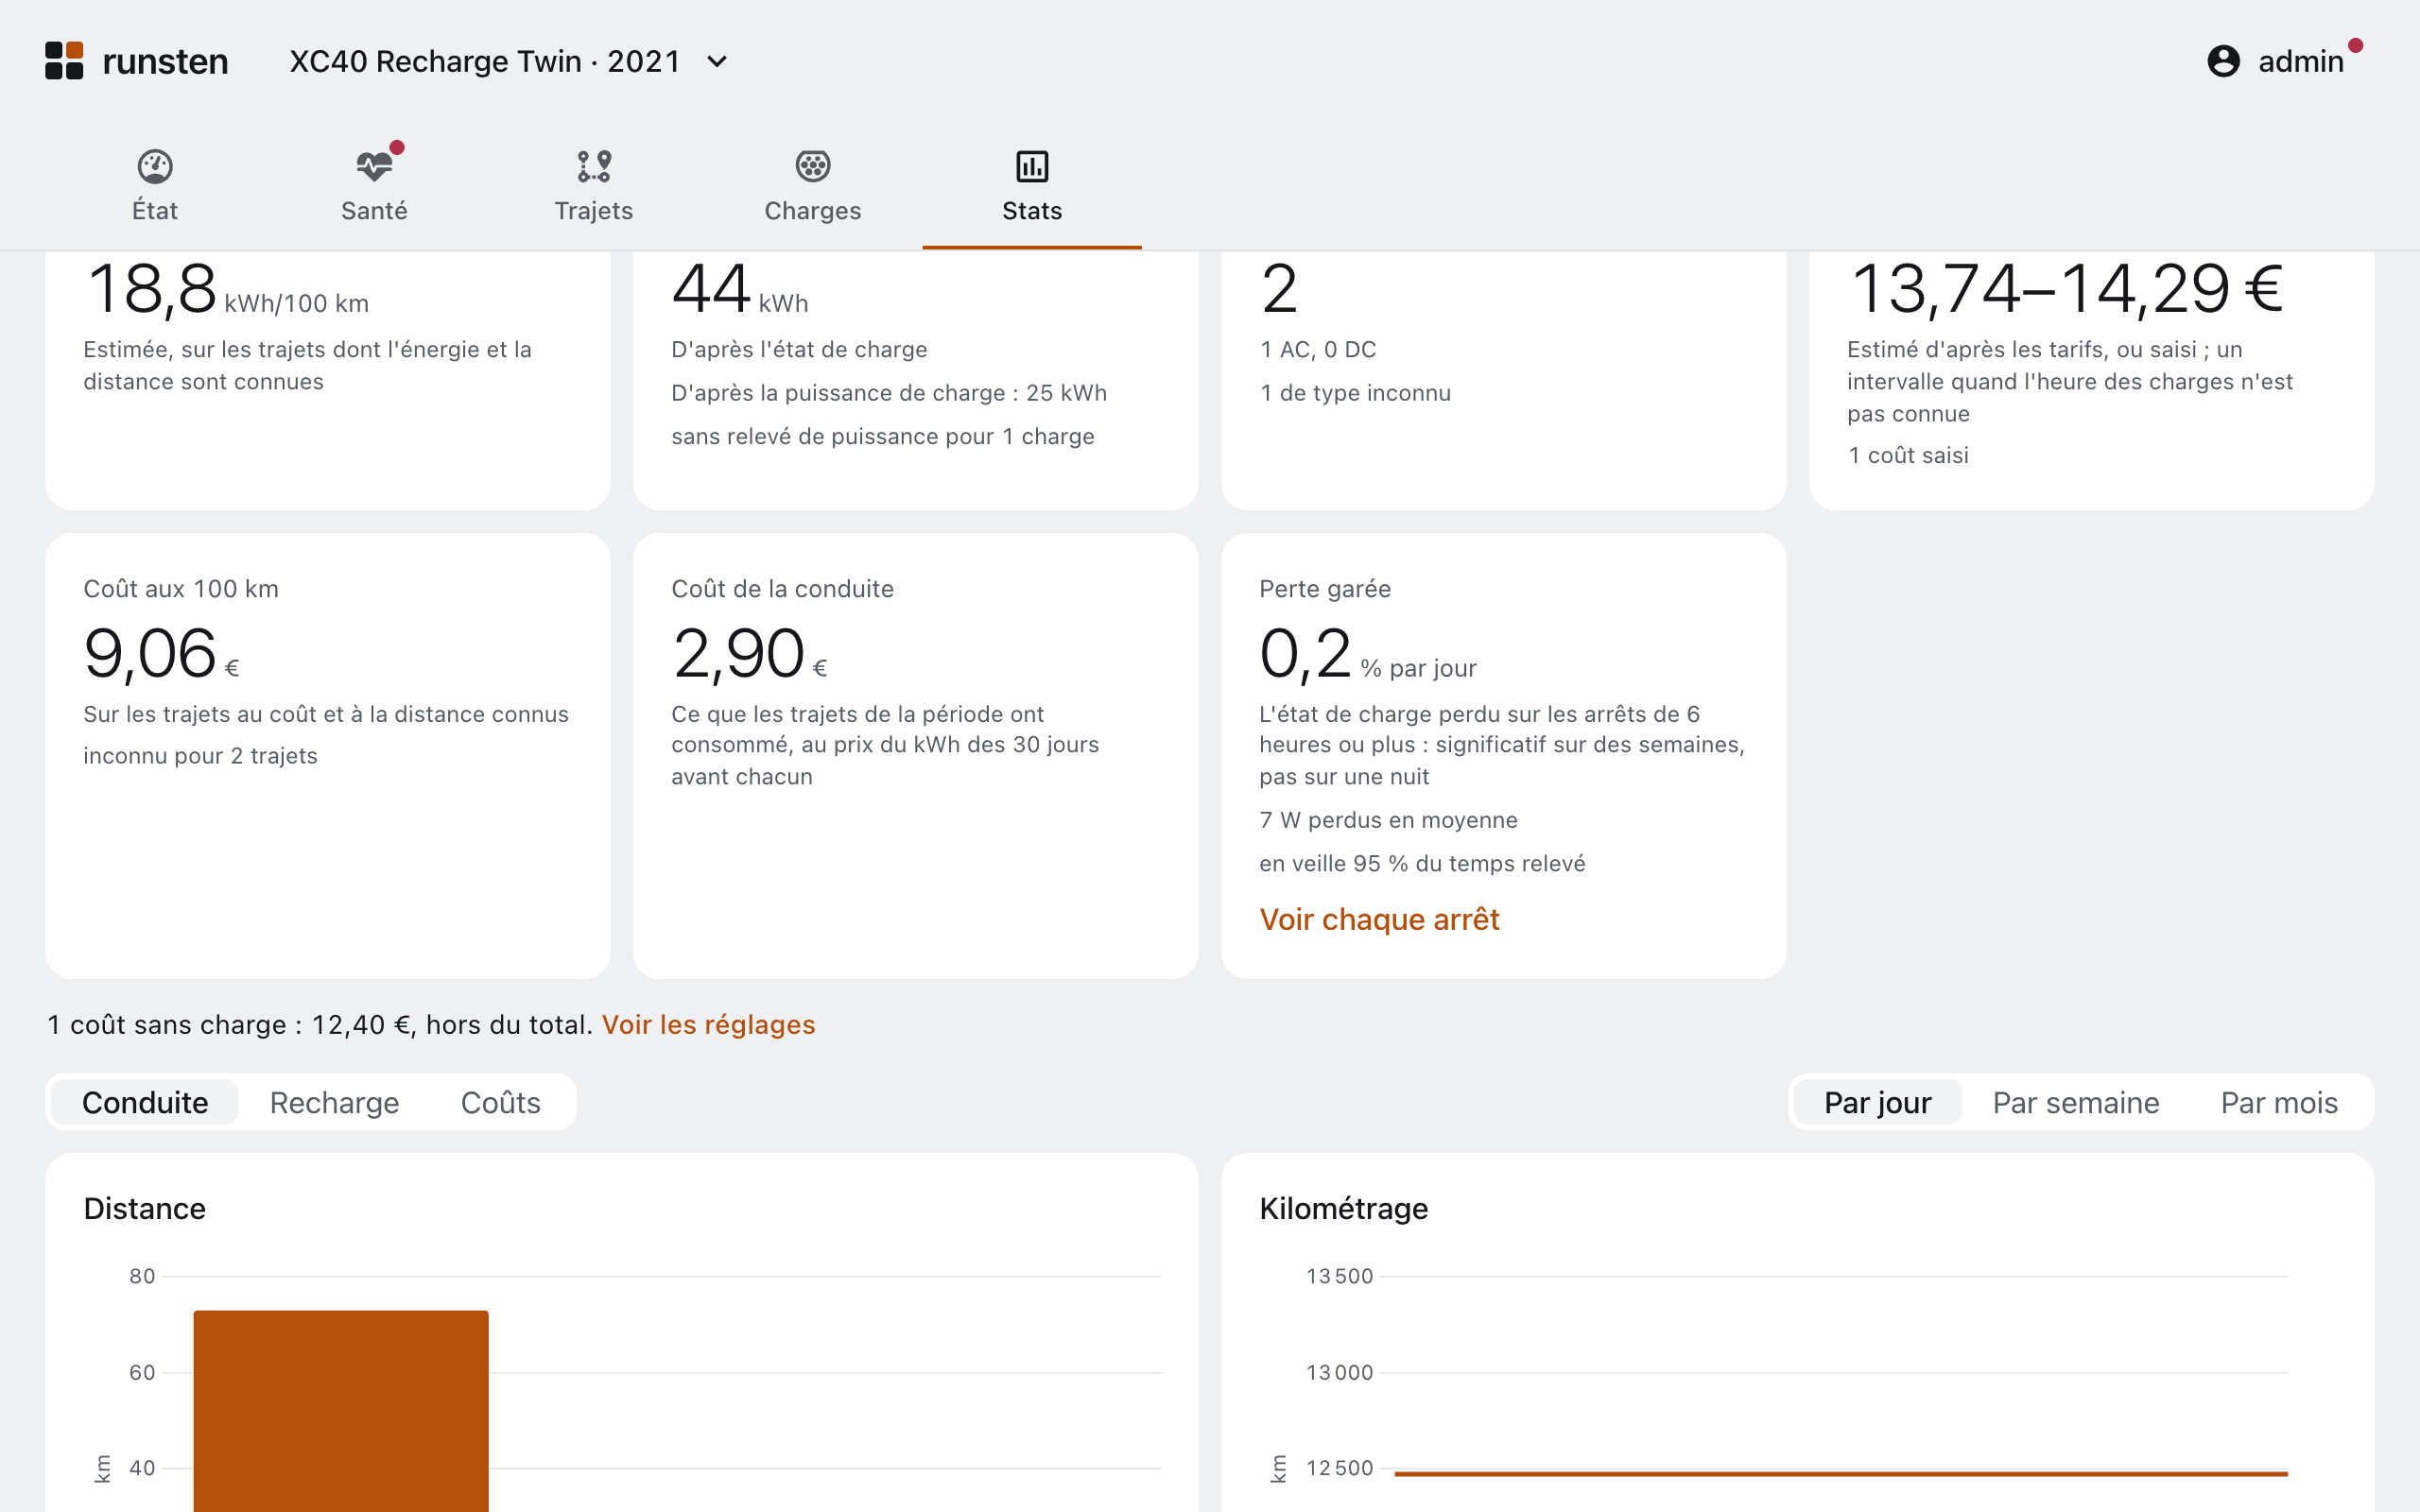 runsten
XC40 Recharge Twin · 2021
admin
État
Santé
Trajets
Charges
Stats
18,8 kWh/100 km
Estimée, sur les trajets dont l'énergie et la
distance sont connues
44 kWh
D'après l'état de charge
D'après la puissance de charge : 25 kWh
sans relevé de puissance pour 1 charge
2
1 AC, 0 DC
1 de type inconnu
13,74–14,29 €
Estimé d'après les tarifs, ou saisi ; un
intervalle quand l'heure des charges n'est
pas connue
1 coût saisi
Coût aux 100 km
9,06 €
Sur les trajets au coût et à la distance connus
inconnu pour 2 trajets
Coût de la conduite
2,90 €
Ce que les trajets de la période ont
consommé, au prix du kWh des 30 jours
avant chacun
Perte garée
0,2 % par jour
L'état de charge perdu sur les arrêts de 6
heures ou plus : significatif sur des semaines,
pas sur une nuit
7 W perdus en moyenne
en veille 95 % du temps relevé
Voir chaque arrêt
1 coût sans charge : 12,40 €, hors du total. Voir les réglages
Conduite
Recharge
Coûts
Par jour
Par semaine
Par mois
Distance
80
60
40
km
Kilométrage
13 500
13 000
12 500
km